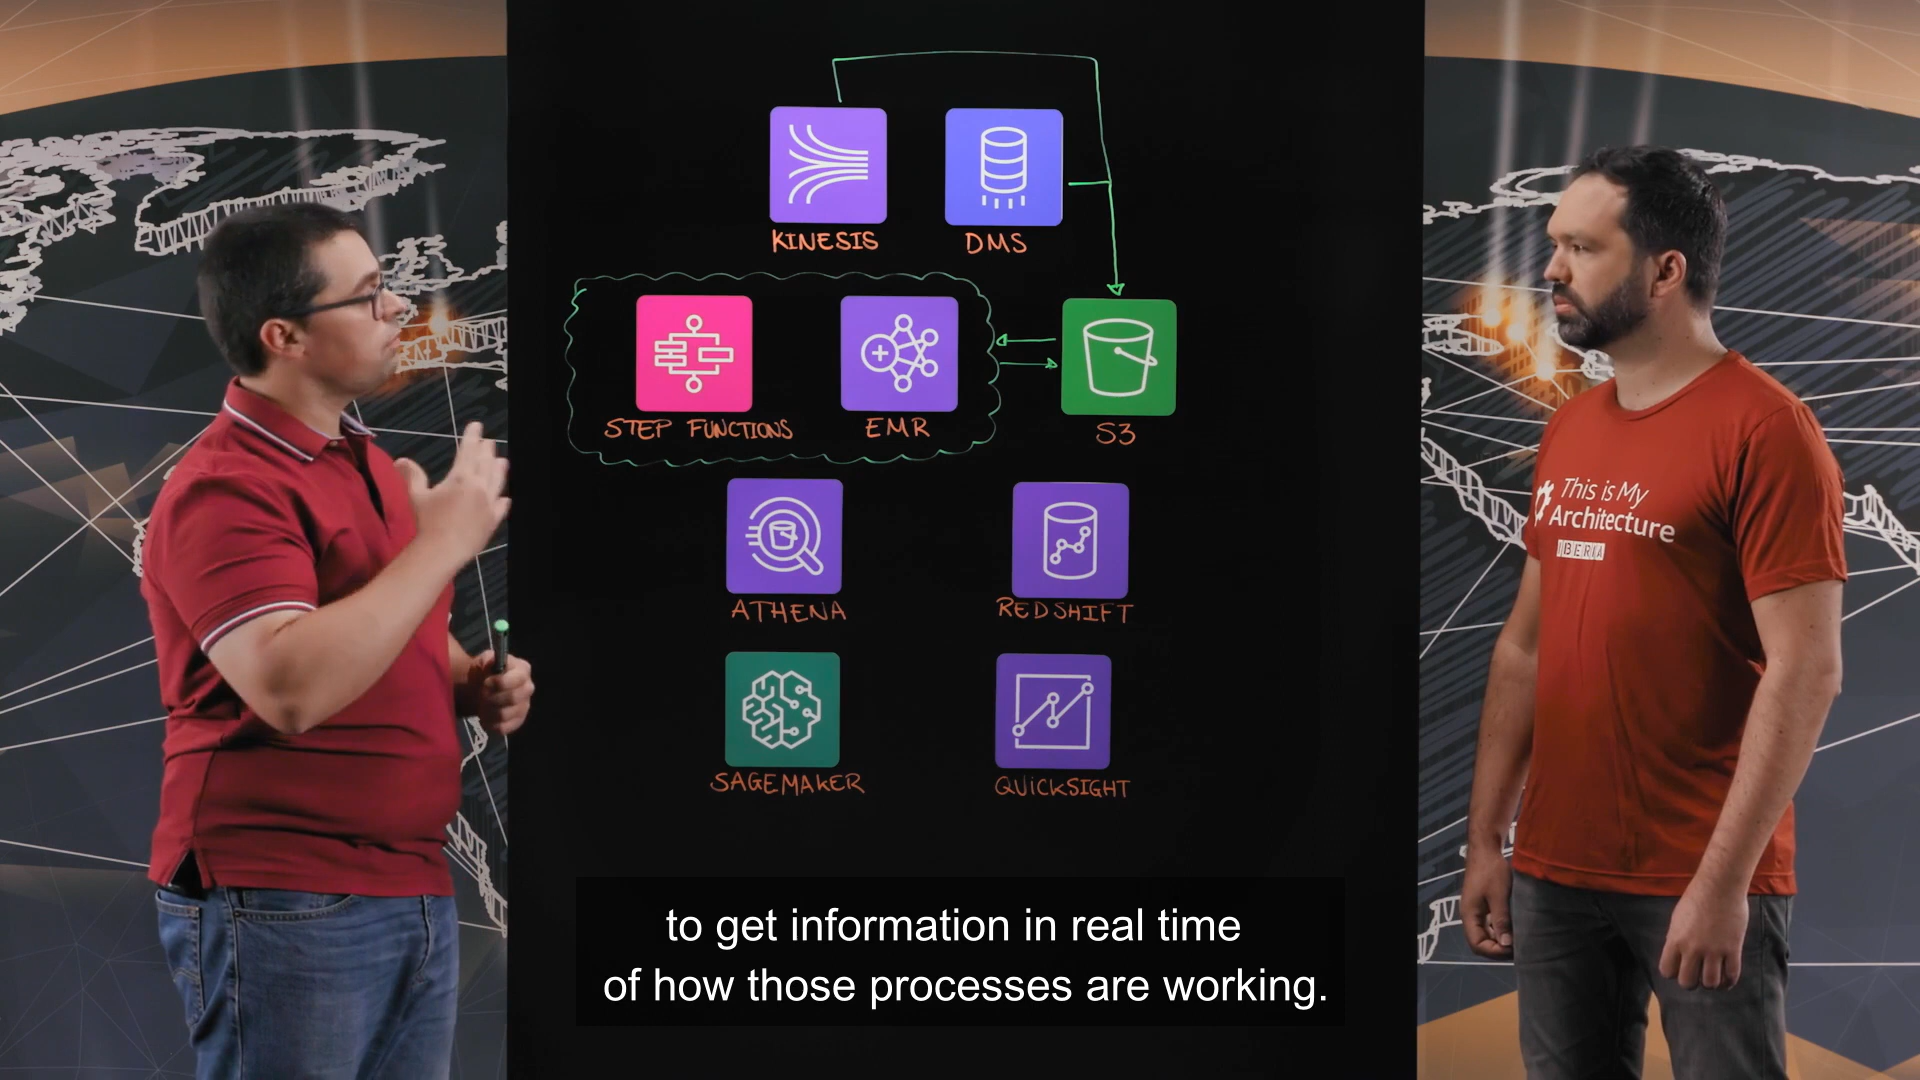 KINESIS
DMS
STEP FUNCTIONS
EMR
S3
ATHENA
REDSHIFT
SAGEMAKER
QUICKSIGHT
This is My
Architecture
IBERIA
to get information in real time
of how those processes are working.